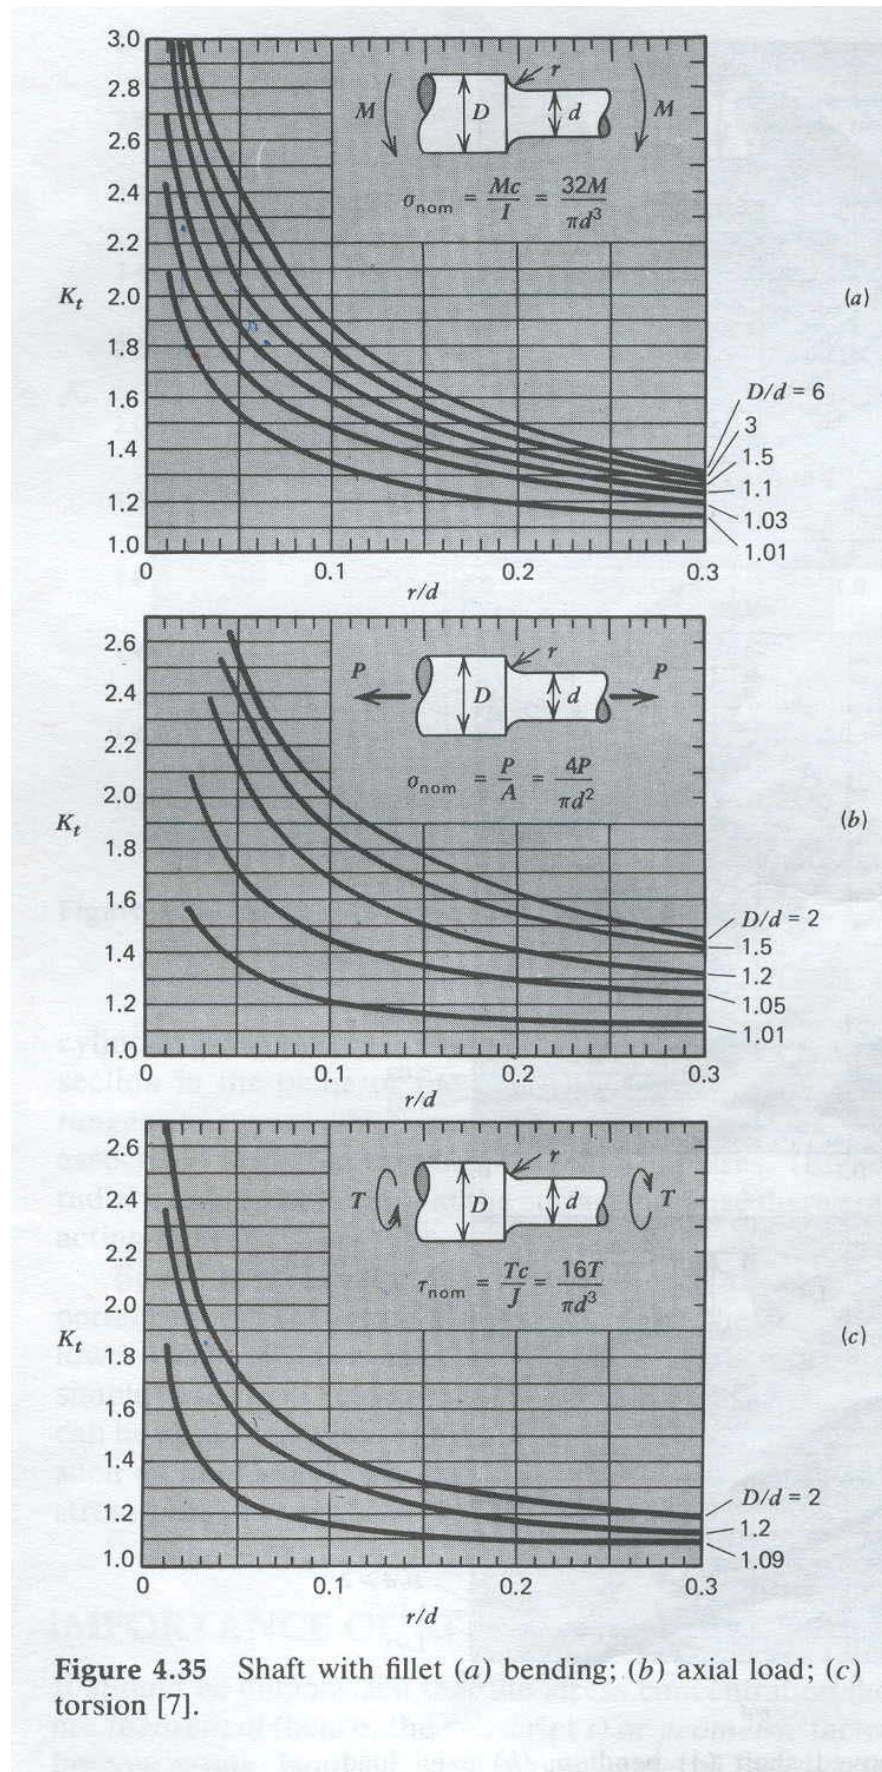 3.0
2.8
2.6
2.4
2.2
2.0
1.8
1.6
1.4
1.2
1.0
K_t
0 0.1 0.2 0.3
r/d
r
M D d M
σ_nom = Mc/I = 32M/πd³
(a)
D/d = 6
3
1.5
1.1
1.03
1.01
2.6
2.4
2.2
2.0
1.8
1.6
1.4
1.2
1.0
K_t
0 0.1 0.2 0.3
r/d
r
P D d P
σ_nom = P/A = 4P/πd²
(b)
D/d = 2
1.5
1.2
1.05
1.01
2.6
2.4
2.2
2.0
1.8
1.6
1.4
1.2
1.0
K_t
0 0.1 0.2 0.3
r/d
r
T D d T
τ_nom = Tc/J = 16T/πd³
(c)
D/d = 2
1.2
1.09
Figure 4.35 Shaft with fillet (a) bending; (b) axial load; (c)
torsion [7].